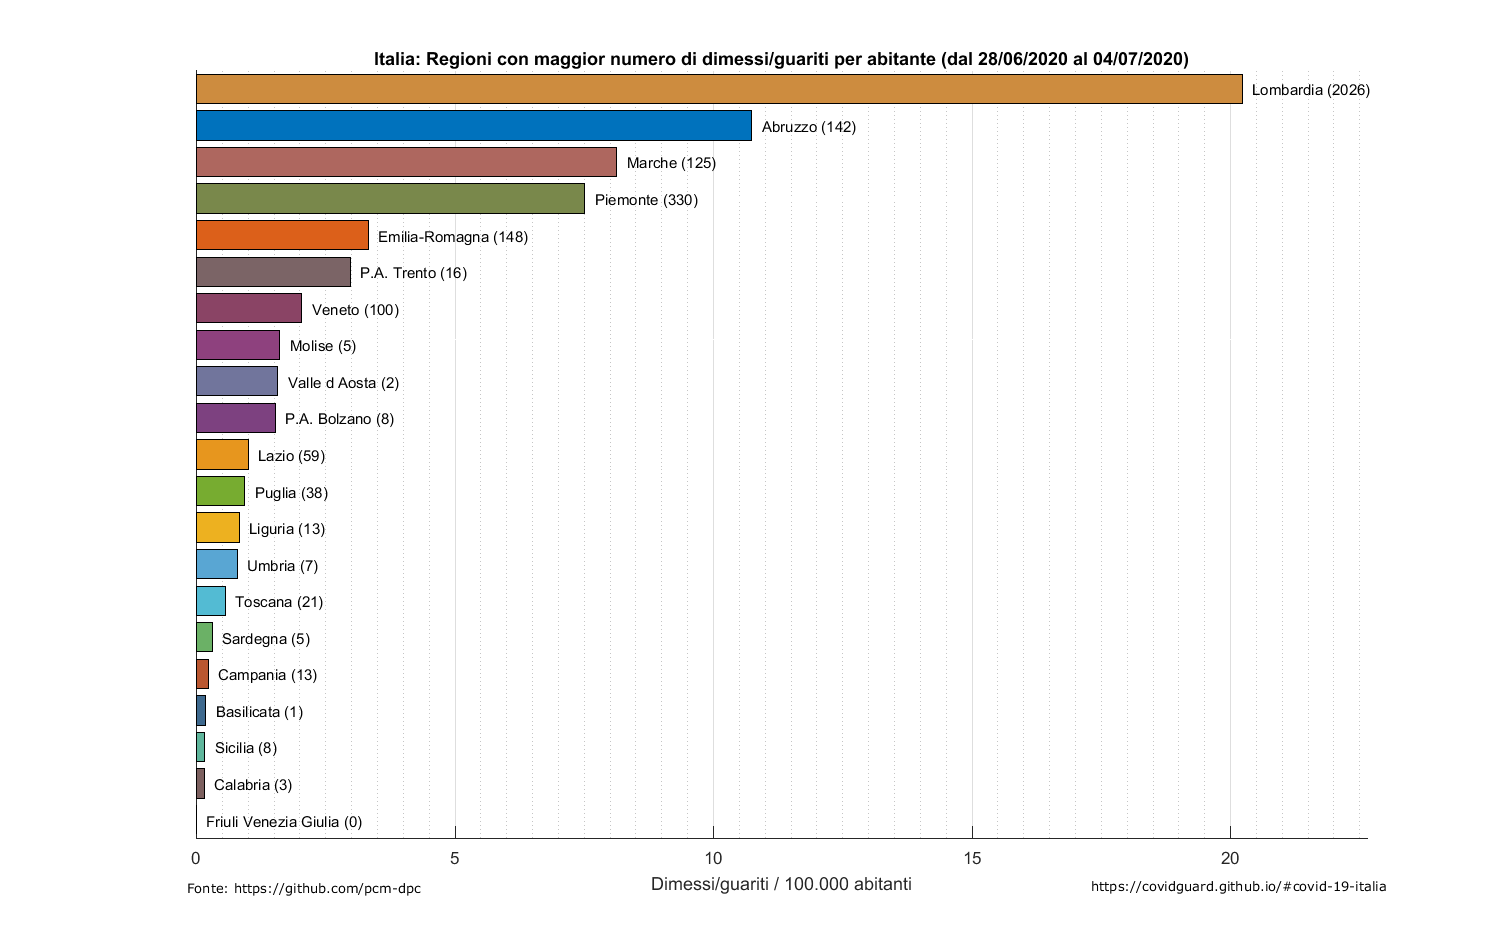 Italia: Regioni con maggior numero di dimessi/guariti per abitante (dal 28/06/2020 al 04/07/2020)
Lombardia (2026)
Abruzzo (142)
Marche (125)
Piemonte (330)
Emilia-Romagna (148)
P.A. Trento (16)
Veneto (100)
Molise (5)
Valle d Aosta (2)
P.A. Bolzano (8)
Lazio (59)
Puglia (38)
Liguria (13)
Umbria (7)
Toscana (21)
Sardegna (5)
Campania (13)
Basilicata (1)
Sicilia (8)
Calabria (3)
Friuli Venezia Giulia (0)
0 5 10 15 20
Dimessi/guariti / 100.000 abitanti
Fonte: https://github.com/pcm-dpc
https://covidguard.github.io/#covid-19-italia